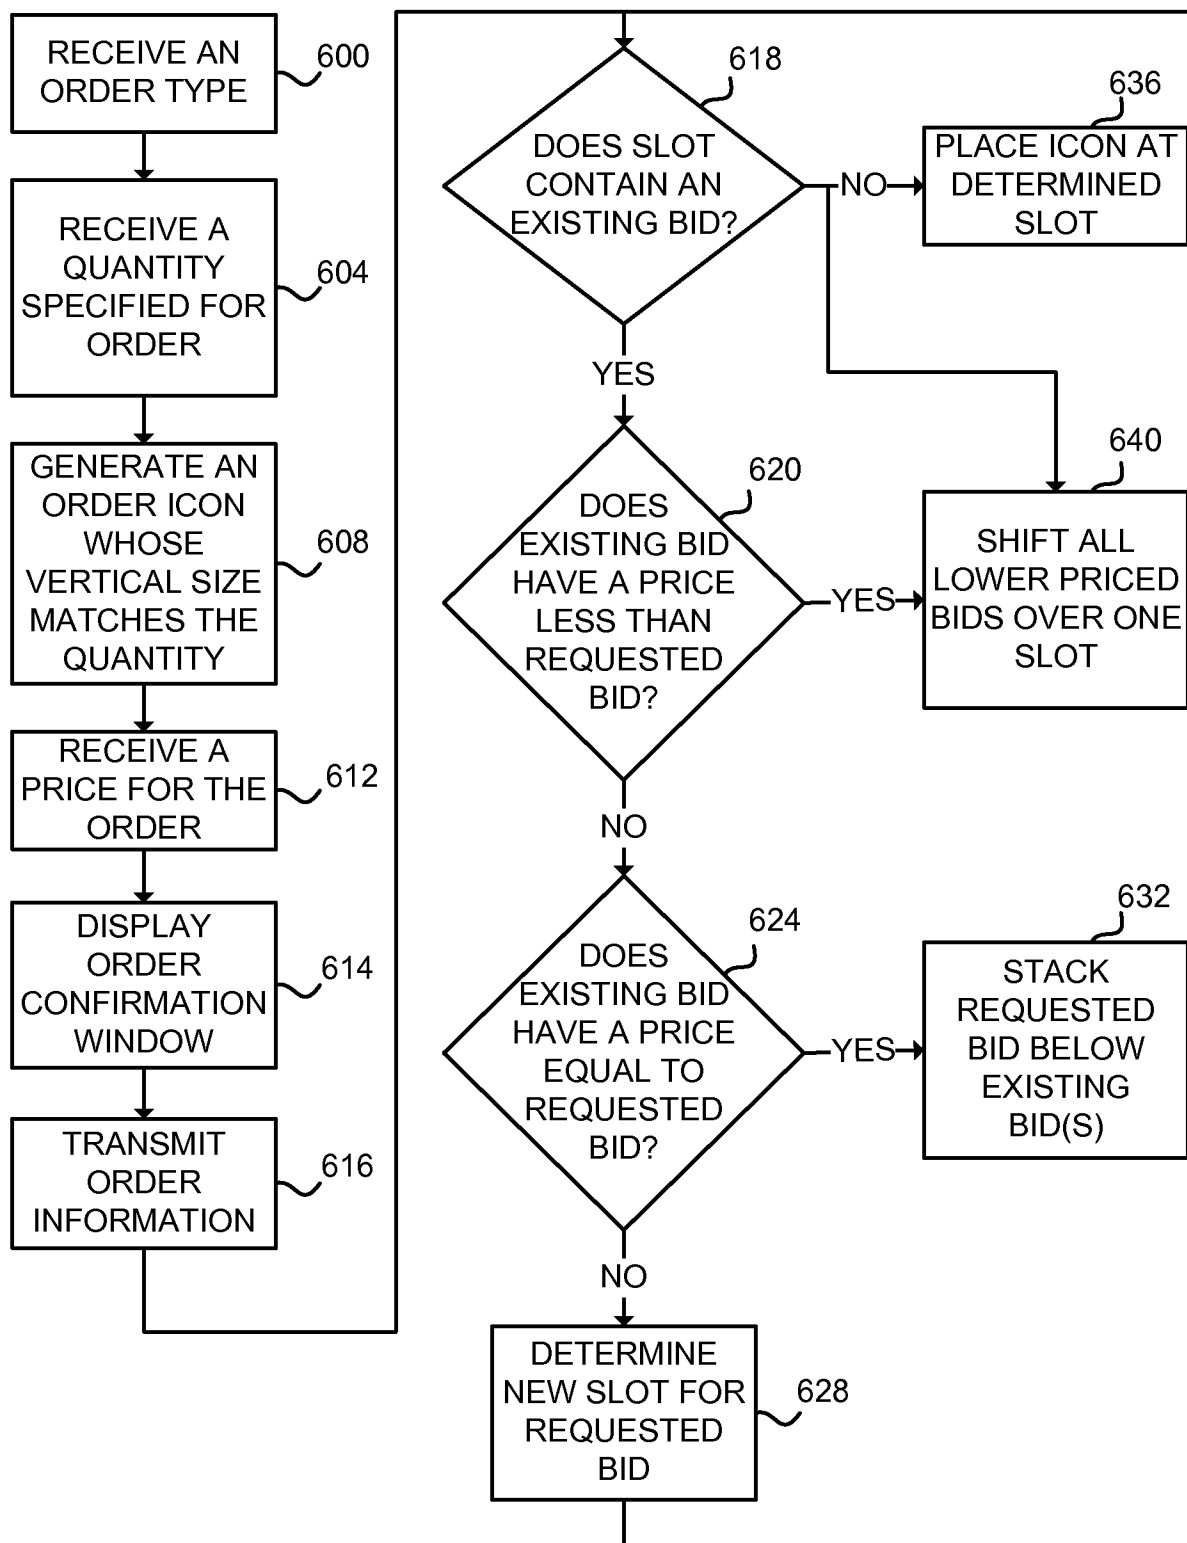 RECEIVE AN
ORDER TYPE
600
RECEIVE A
QUANTITY
SPECIFIED FOR
ORDER
604
GENERATE AN
ORDER ICON
WHOSE
VERTICAL SIZE
MATCHES THE
QUANTITY
608
RECEIVE A
PRICE FOR THE
ORDER
612
DISPLAY
ORDER
CONFIRMATION
WINDOW
614
TRANSMIT
ORDER
INFORMATION
616
618
DOES SLOT
CONTAIN AN
EXISTING BID?
NO
636
PLACE ICON AT
DETERMINED
SLOT
YES
620
DOES
EXISTING BID
HAVE A PRICE
LESS THAN
REQUESTED
BID?
YES
640
SHIFT ALL
LOWER PRICED
BIDS OVER ONE
SLOT
NO
624
DOES
EXISTING BID
HAVE A PRICE
EQUAL TO
REQUESTED
BID?
YES
632
STACK
REQUESTED
BID BELOW
EXISTING
BID(S)
NO
DETERMINE
NEW SLOT FOR
REQUESTED
BID
628